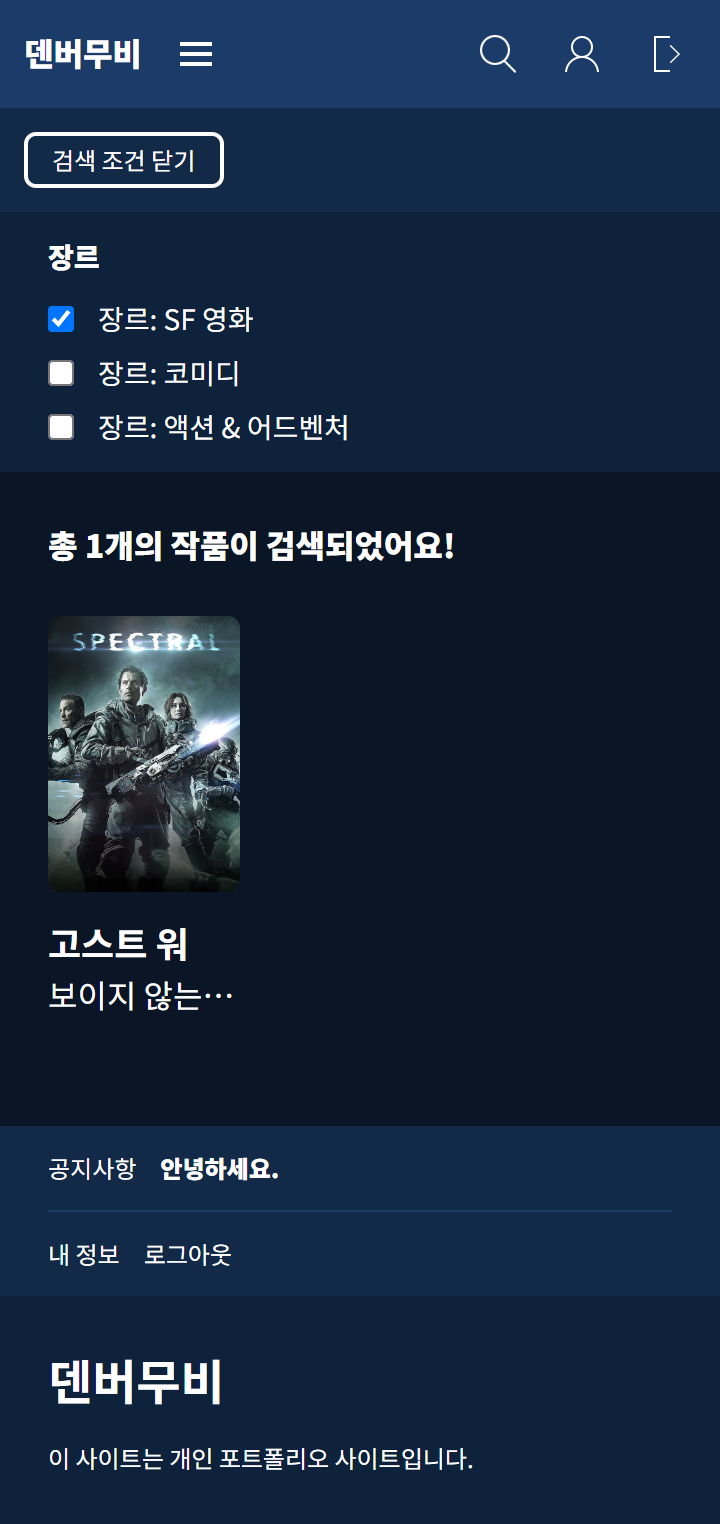 덴버무비
검색 조건 닫기
장르
장르: SF 영화
장르: 코미디
장르: 액션 & 어드벤처
총 1개의 작품이 검색되었어요!
SPECTRAL
고스트 워
보이지 않는…
공지사항 안녕하세요.
내 정보 로그아웃
덴버무비
이 사이트는 개인 포트폴리오 사이트입니다.